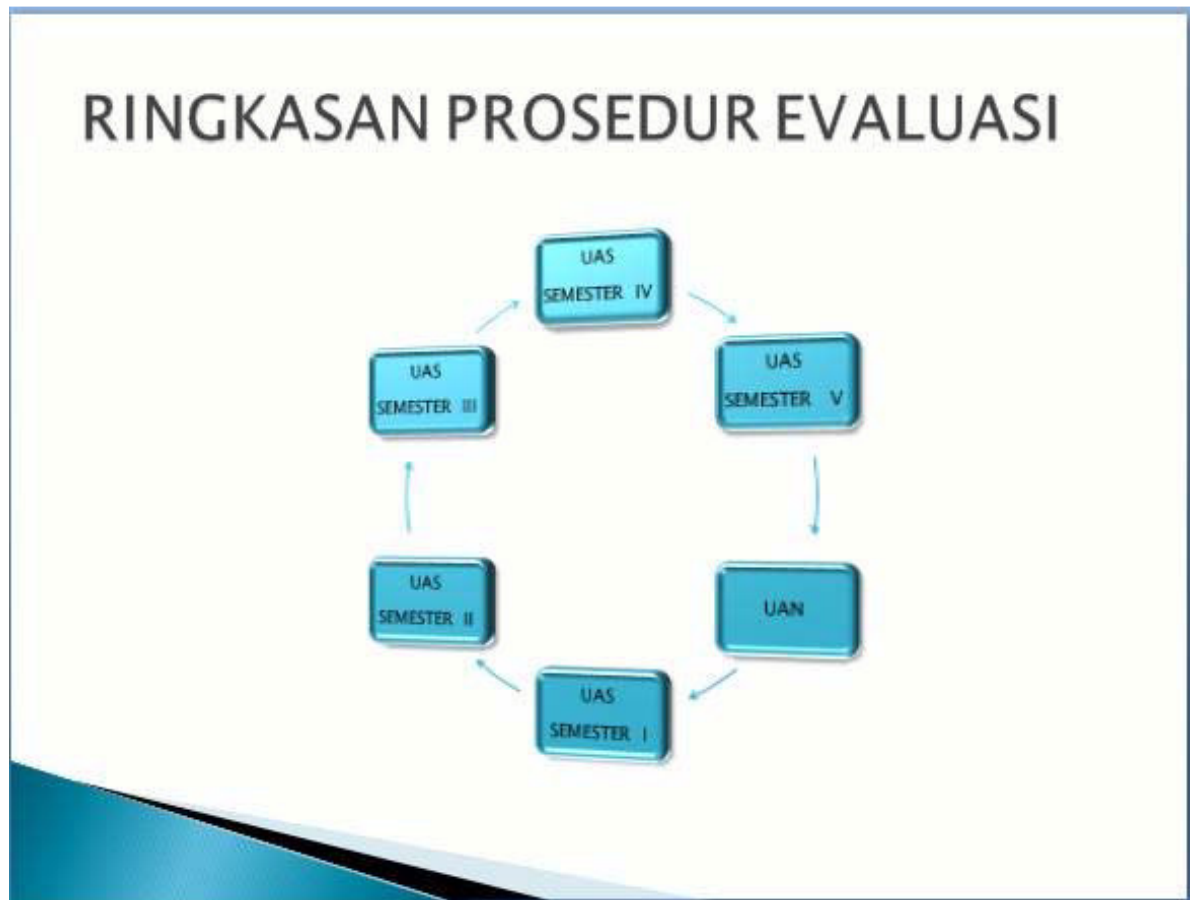 RINGKASAN PROSEDUR EVALUASI
UAS
SEMESTER IV
UAS
SEMESTER V
UAN
UAS
SEMESTER I
UAS
SEMESTER II
UAS
SEMESTER III